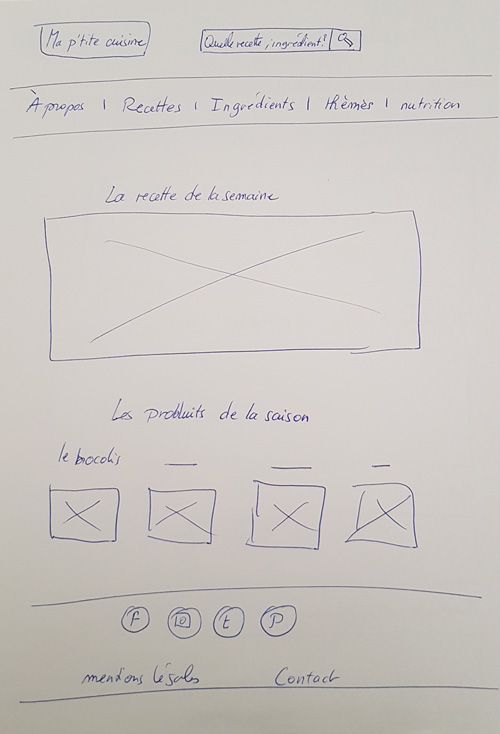 Ma p'tite cuisine
Quelle recette, ingrédient?
À propos | Recettes | Ingrédients | thèmes | nutrition
La recette de la semaine
Les produits de la saison
le brocolis
f t P
mentions légales Contact